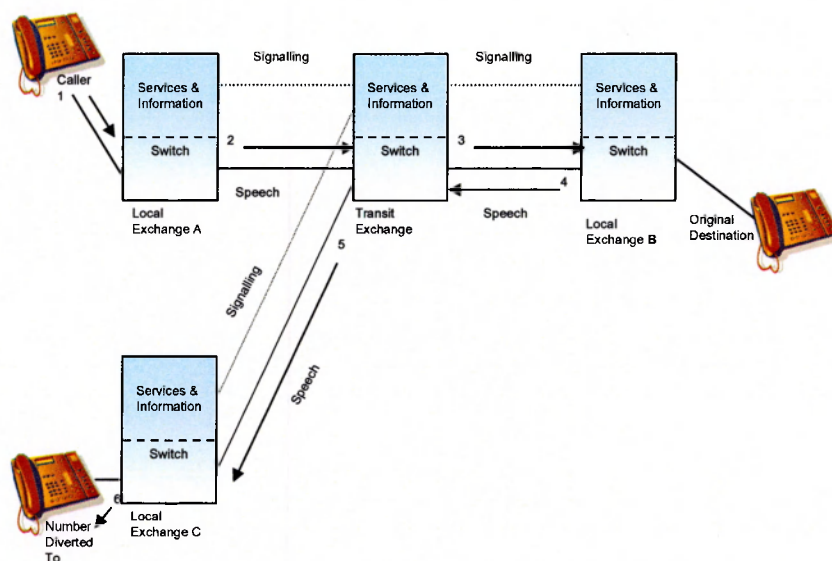 Caller
1
Services &
Information
Switch
Local
Exchange A
Signalling
2
Speech
Services &
Information
Switch
Transit
Exchange
Signalling
3
4
Speech
Services &
Information
Switch
Local
Exchange B
Original
Destination
5
Signalling
Speech
Services &
Information
Switch
Local
Exchange C
6
Number
Diverted
To